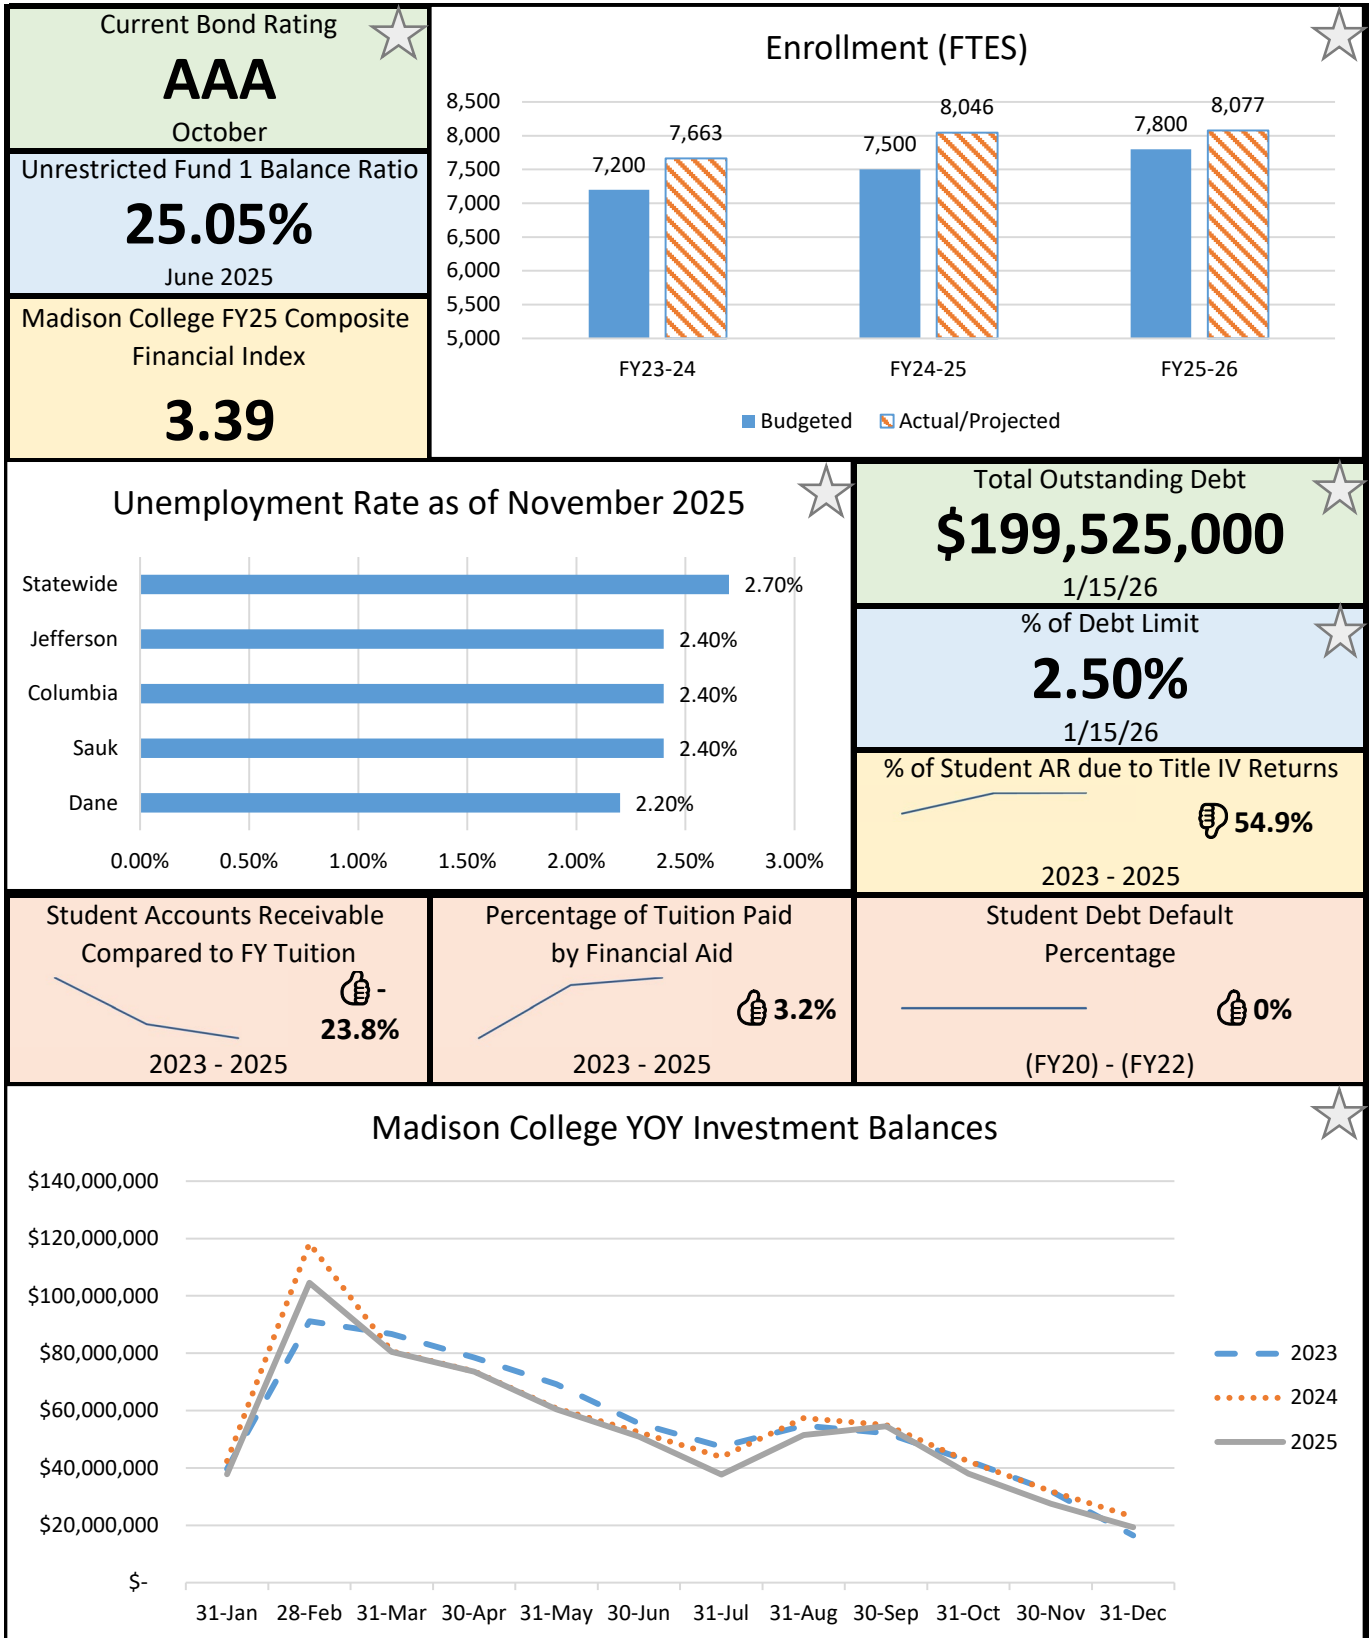 Current Bond Rating
AAA
October
Unrestricted Fund 1 Balance Ratio
25.05%
June 2025
Madison College FY25 Composite
Financial Index
3.39
Enrollment (FTES)
8,500
8,000
7,500
7,000
6,500
6,000
5,500
5,000
7,200
7,663
7,500
8,046
7,800
8,077
FY23-24
FY24-25
FY25-26
Budgeted
Actual/Projected
Unemployment Rate as of November 2025
Statewide
2.70%
Jefferson
2.40%
Columbia
2.40%
Sauk
2.40%
Dane
2.20%
0.00%
0.50%
1.00%
1.50%
2.00%
2.50%
3.00%
Total Outstanding Debt
$199,525,000
1/15/26
% of Debt Limit
2.50%
1/15/26
% of Student AR due to Title IV Returns
54.9%
2023 - 2025
Student Accounts Receivable
Compared to FY Tuition
-
23.8%
2023 - 2025
Percentage of Tuition Paid
by Financial Aid
3.2%
2023 - 2025
Student Debt Default
Percentage
0%
(FY20) - (FY22)
Madison College YOY Investment Balances
$140,000,000
$120,000,000
$100,000,000
$80,000,000
$60,000,000
$40,000,000
$20,000,000
$-
31-Jan
28-Feb
31-Mar
30-Apr
31-May
30-Jun
31-Jul
31-Aug
30-Sep
31-Oct
30-Nov
31-Dec
2023
2024
2025